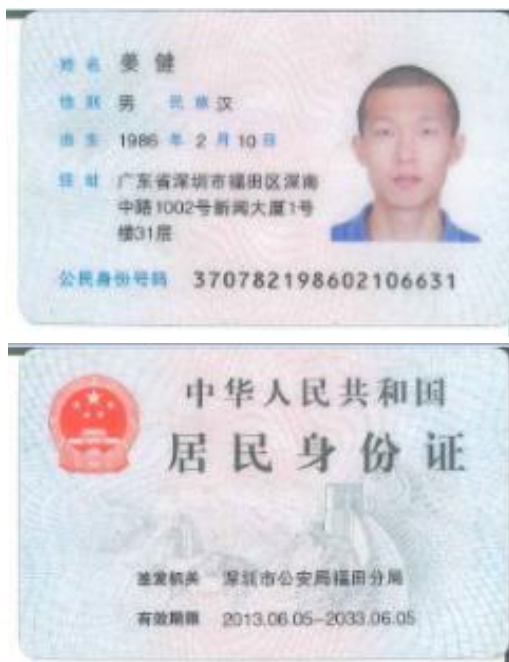 姓名 姜健
性别 男 民族 汉
出生 1986 年 2 月 10 日
住址 广东省深圳市福田区深南
中路1002号新闻大厦1号
楼31层
公民身份号码 370782198602106631
中华人民共和国
居民身份证
签发机关 深圳市公安局福田分局
有效期限 2013.06.05-2033.06.05